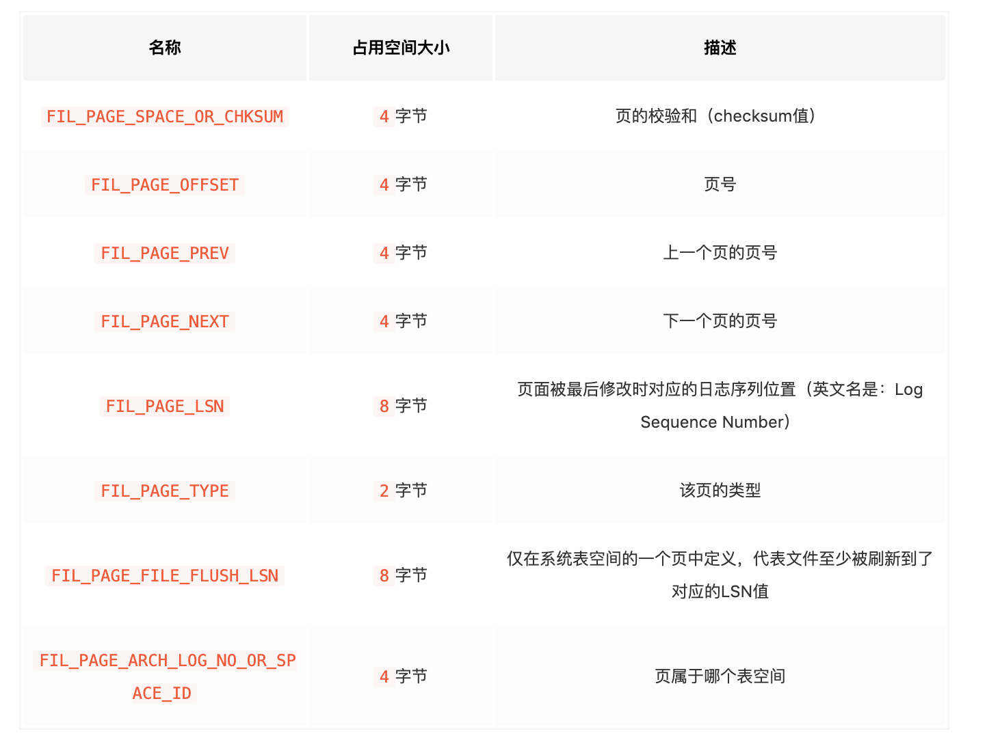 名称 占用空间大小 描述
FIL_PAGE_SPACE_OR_CHKSUM 4 字节 页的校验和（checksum值）
FIL_PAGE_OFFSET 4 字节 页号
FIL_PAGE_PREV 4 字节 上一个页的页号
FIL_PAGE_NEXT 4 字节 下一个页的页号
FIL_PAGE_LSN 8 字节 页面被最后修改时对应的日志序列位置（英文名是：Log
Sequence Number）
FIL_PAGE_TYPE 2 字节 该页的类型
FIL_PAGE_FILE_FLUSH_LSN 8 字节 仅在系统表空间的一个页中定义，代表文件至少被刷新到了
对应的LSN值
FIL_PAGE_ARCH_LOG_NO_OR_SP
ACE_ID 4 字节 页属于哪个表空间